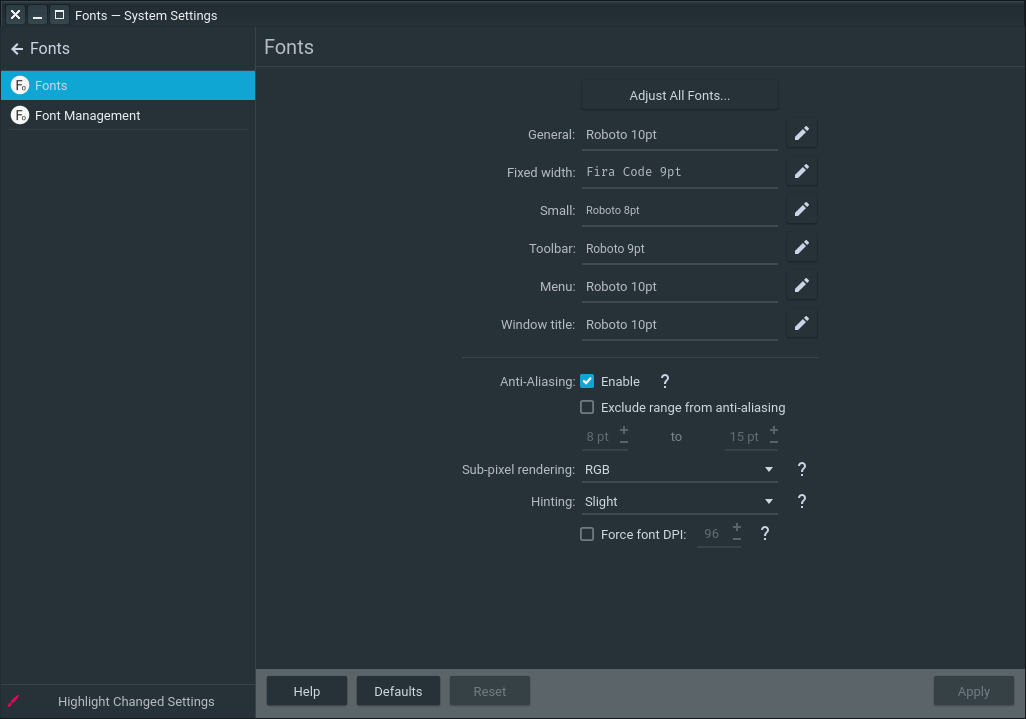 Fonts — System Settings
Fonts
Fonts
Font Management
Highlight Changed Settings
Fonts
Adjust All Fonts...
General: Roboto 10pt
Fixed width: Fira Code 9pt
Small: Roboto 8pt
Toolbar: Roboto 9pt
Menu: Roboto 10pt
Window title: Roboto 10pt
Anti-Aliasing: Enable ?
Exclude range from anti-aliasing
8 pt + − to 15 pt + −
Sub-pixel rendering: RGB ?
Hinting: Slight ?
Force font DPI: 96 + − ?
Help Defaults Reset Apply